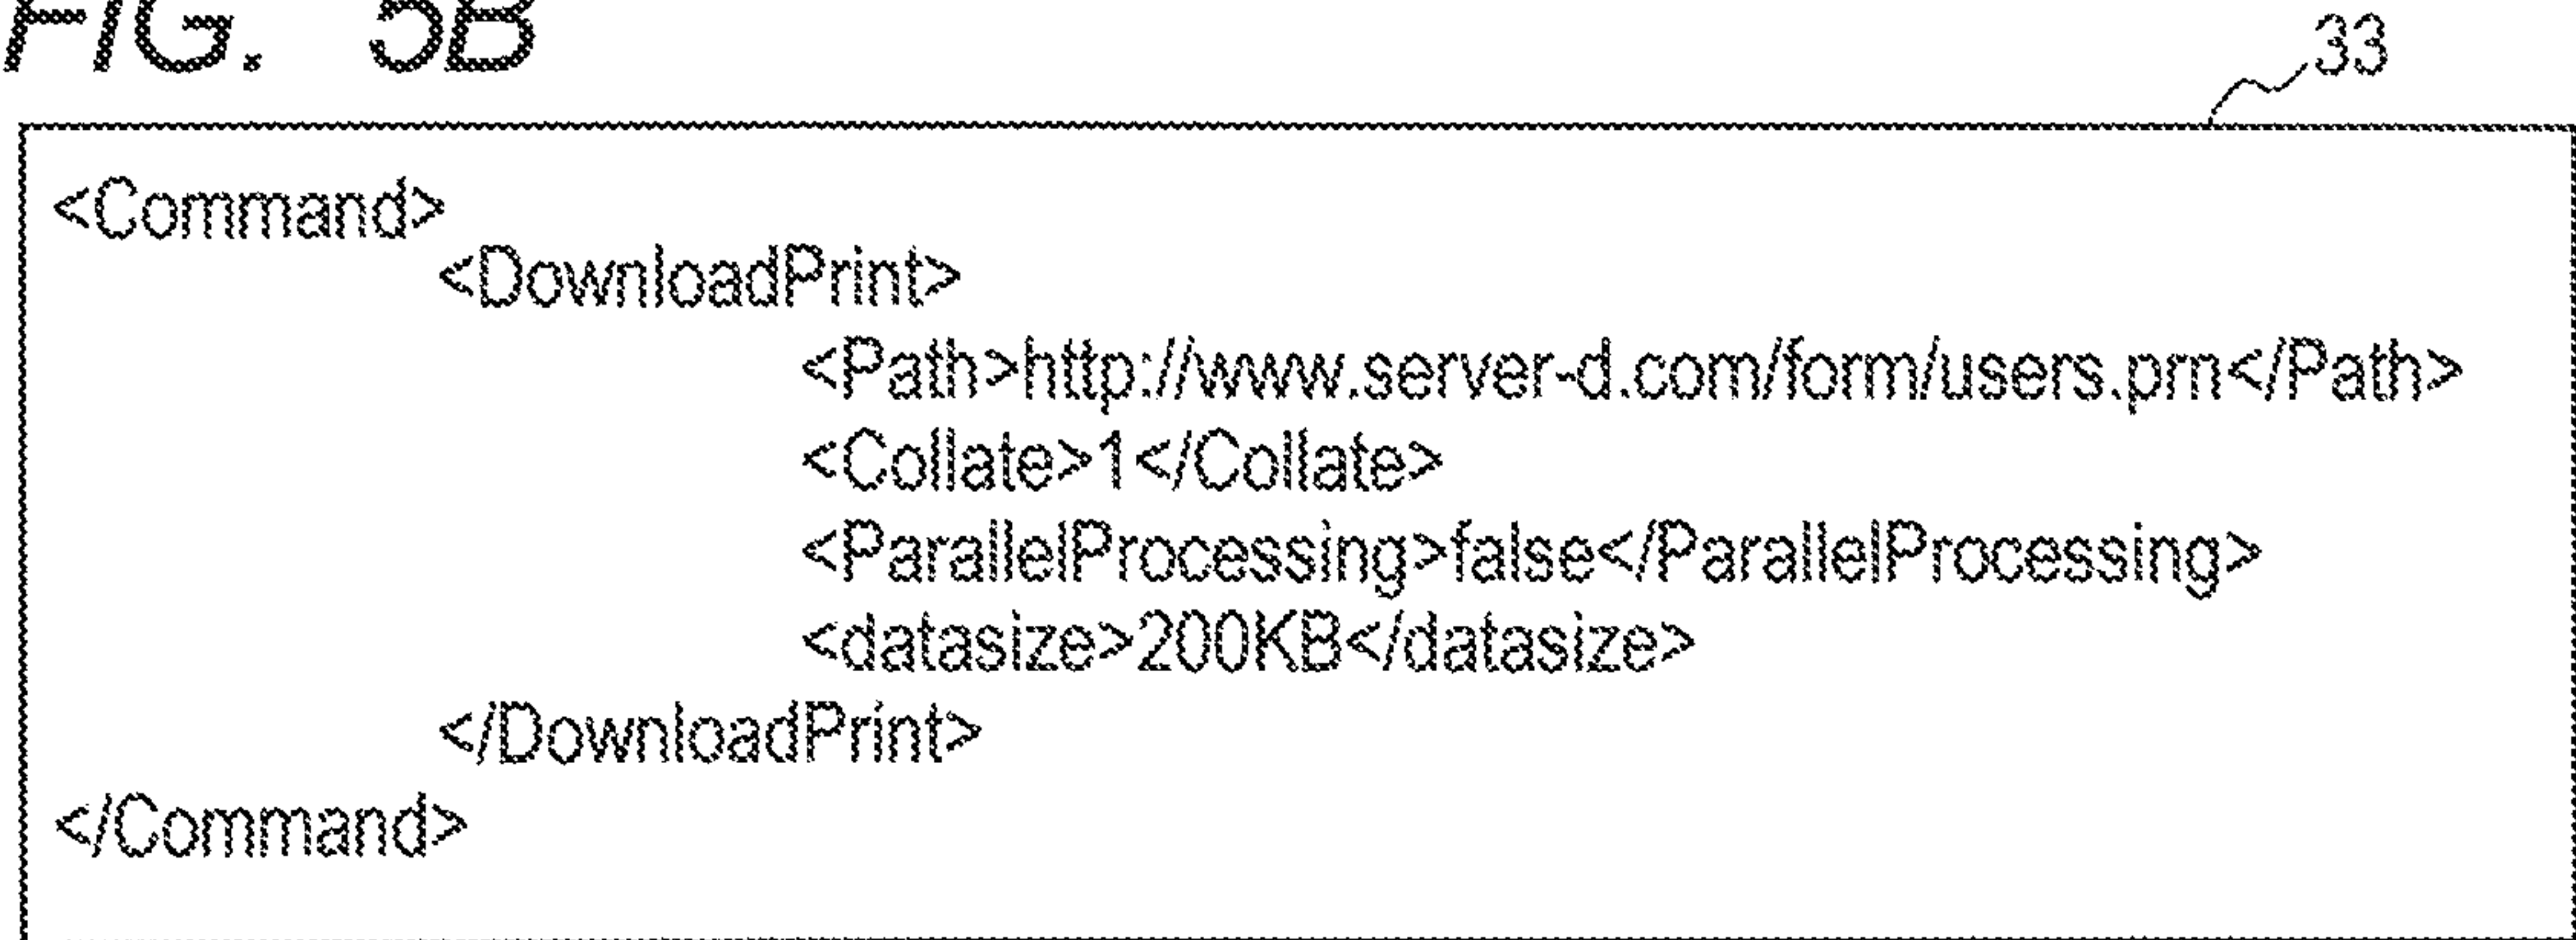 FIG. 5B
33
<Command>
<DownloadPrint>
<Path>http://www.server-d.com/form/users.prn</Path>
<Collate>1</Collate>
<ParallelProcessing>false</ParallelProcessing>
<datasize>200KB</datasize>
</DownloadPrint>
</Command>